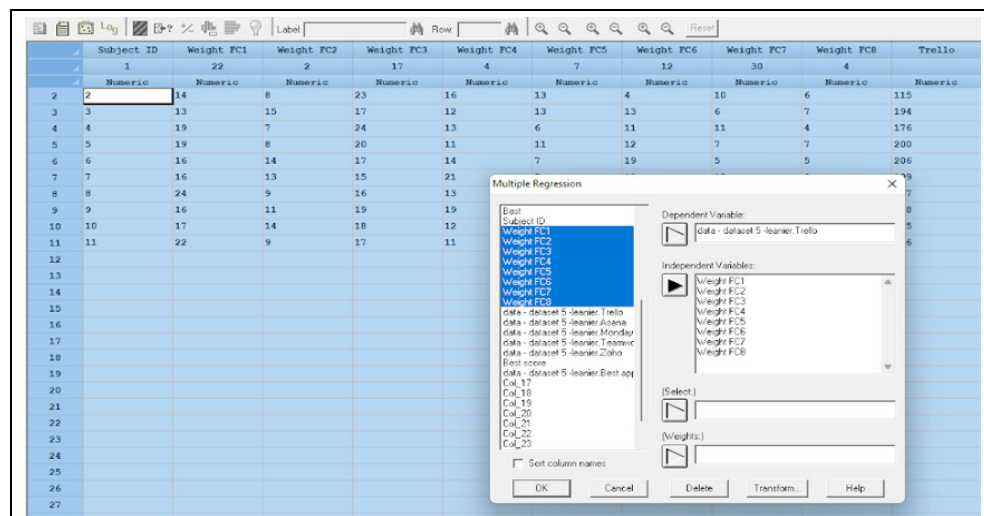 Log Label: Row: Reset
Subject ID Weight FC1 Weight FC2 Weight FC3 Weight FC4 Weight FC5 Weight FC6 Weight FC7 Weight FC8 Trello
1 22 2 17 4 7 12 30 4
Numeric Numeric Numeric Numeric Numeric Numeric Numeric Numeric Numeric Numeric
2 2 14 8 23 16 13 4 10 6 115
3 3 13 15 17 12 13 13 6 7 194
4 4 19 7 24 13 6 11 11 4 176
5 5 19 8 20 11 11 12 7 7 200
6 6 16 14 17 14 7 19 5 5 206
7 7 16 13 15 21
8 8 24 9 16 13
9 9 16 11 19 19
10 10 17 14 18 12
11 11 22 9 17 11
12
13
14
15
16
17
18
19
20
21
22
23
24
25
26
27
Multiple Regression
Best
Subject ID
Weight FC1
Weight FC2
Weight FC3
Weight FC4
Weight FC5
Weight FC6
Weight FC7
Weight FC8
data - dataset 5 -leanier.Trello
data - dataset 5 -leanier.Asana
data - dataset 5 -leanier.Monday
data - dataset 5 -leanier.Teamwc
data - dataset 5 -leanier.Zoho
Best score
data - dataset 5 -leanier.Best app
Col_17
Col_18
Col_19
Col_20
Col_21
Col_22
Col_23
Sort column names
Dependent Variable:
data - dataset 5 -leanier.Trello
Independent Variables:
Weight FC1
Weight FC2
Weight FC3
Weight FC4
Weight FC5
Weight FC6
Weight FC7
Weight FC8
(Select:)
(Weights:)
OK Cancel Delete Transform... Help